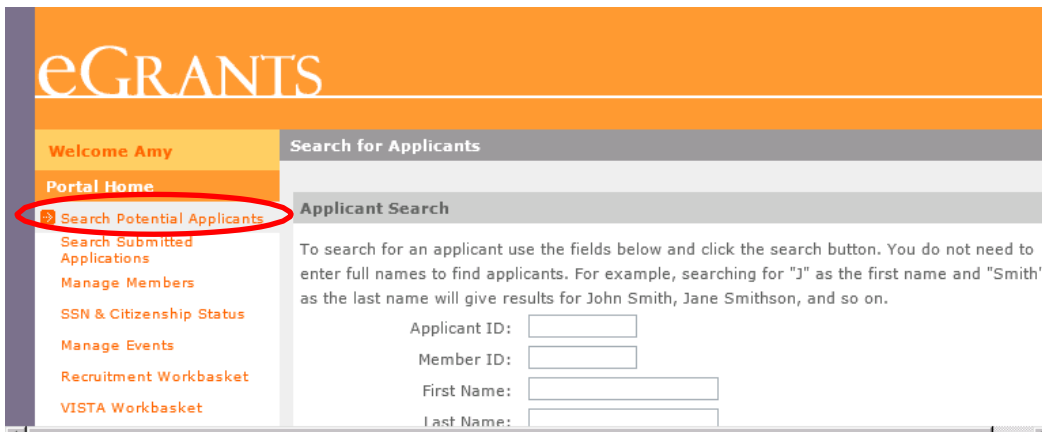 eGRANTS
Welcome Amy
Portal Home
Search Potential Applicants
Search Submitted
Applications
Manage Members
SSN & Citizenship Status
Manage Events
Recruitment Workbasket
VISTA Workbasket
Search for Applicants
Applicant Search
To search for an applicant use the fields below and click the search button. You do not need to
enter full names to find applicants. For example, searching for "J" as the first name and "Smith"
as the last name will give results for John Smith, Jane Smithson, and so on.
Applicant ID:
Member ID:
First Name:
Last Name: